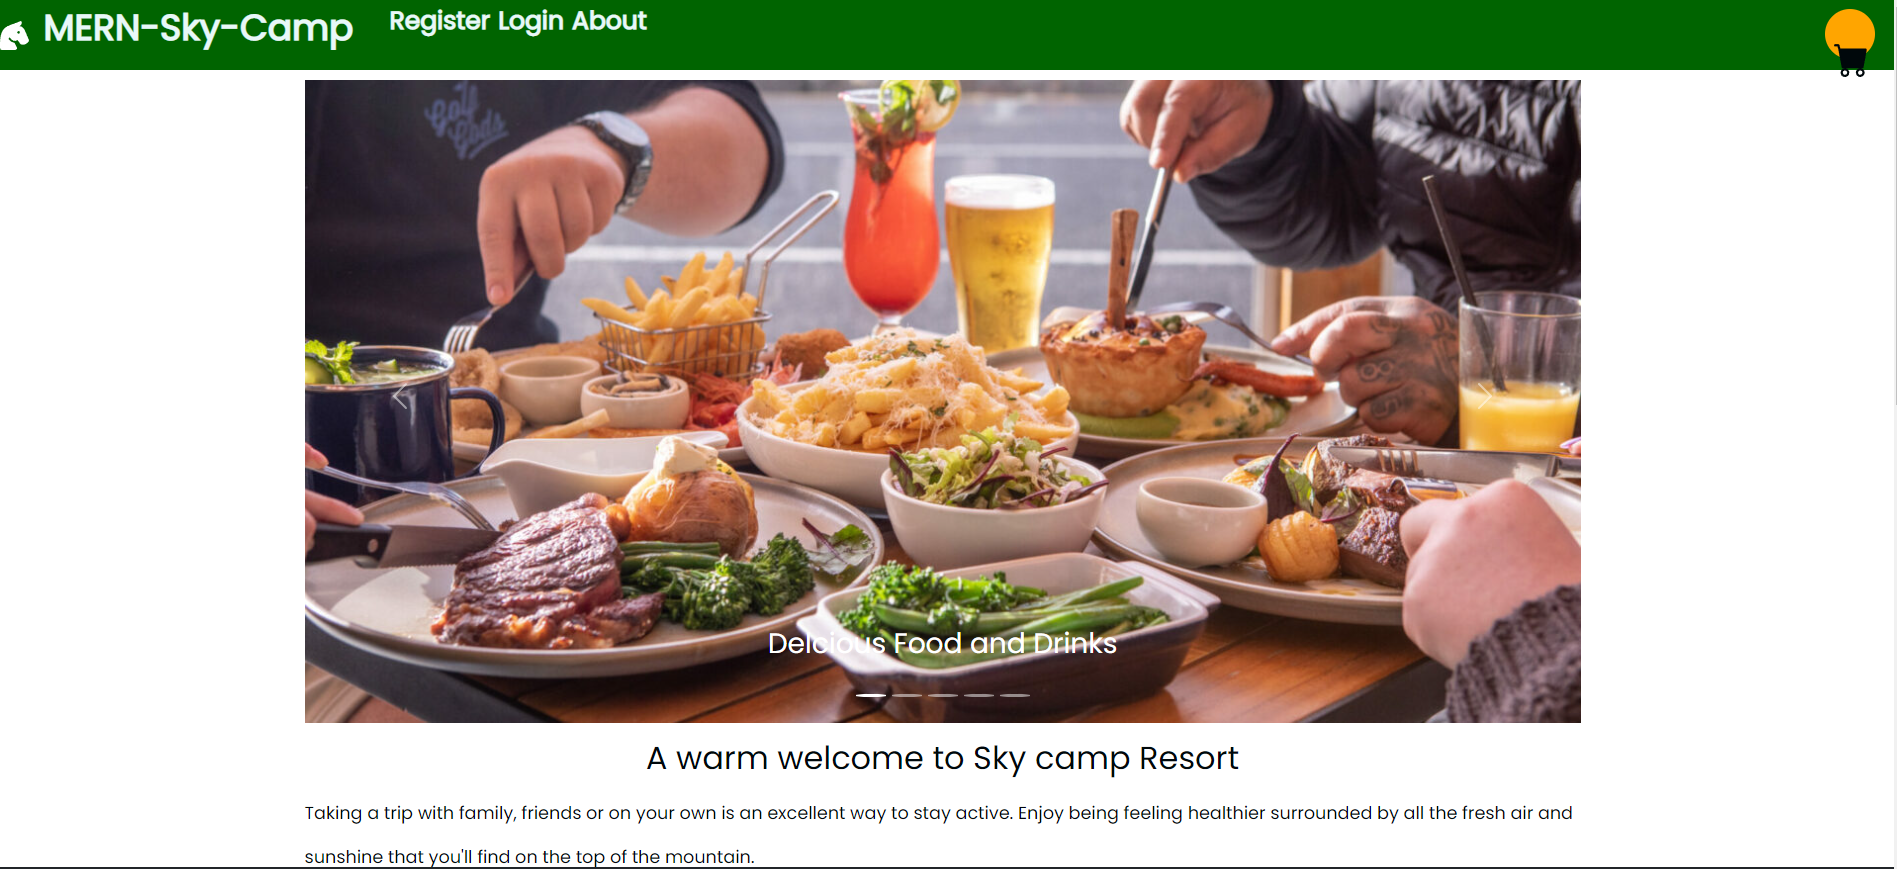 MERN-Sky-Camp
Register Login About
Golf
Gods
Delcious Food and Drinks
A warm welcome to Sky camp Resort
Taking a trip with family, friends or on your own is an excellent way to stay active. Enjoy being feeling healthier surrounded by all the fresh air and
sunshine that you'll find on the top of the mountain.